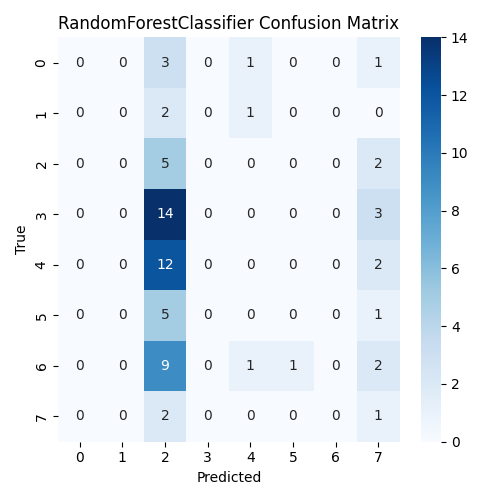 RandomForestClassifier Confusion Matrix
True
0 0 0 3 0 1 0 0 1
1 0 0 2 0 1 0 0 0
2 0 0 5 0 0 0 0 2
3 0 0 14 0 0 0 0 3
4 0 0 12 0 0 0 0 2
5 0 0 5 0 0 0 0 1
6 0 0 9 0 1 1 0 2
7 0 0 2 0 0 0 0 1
0 1 2 3 4 5 6 7
Predicted
14
12
10
8
6
4
2
0